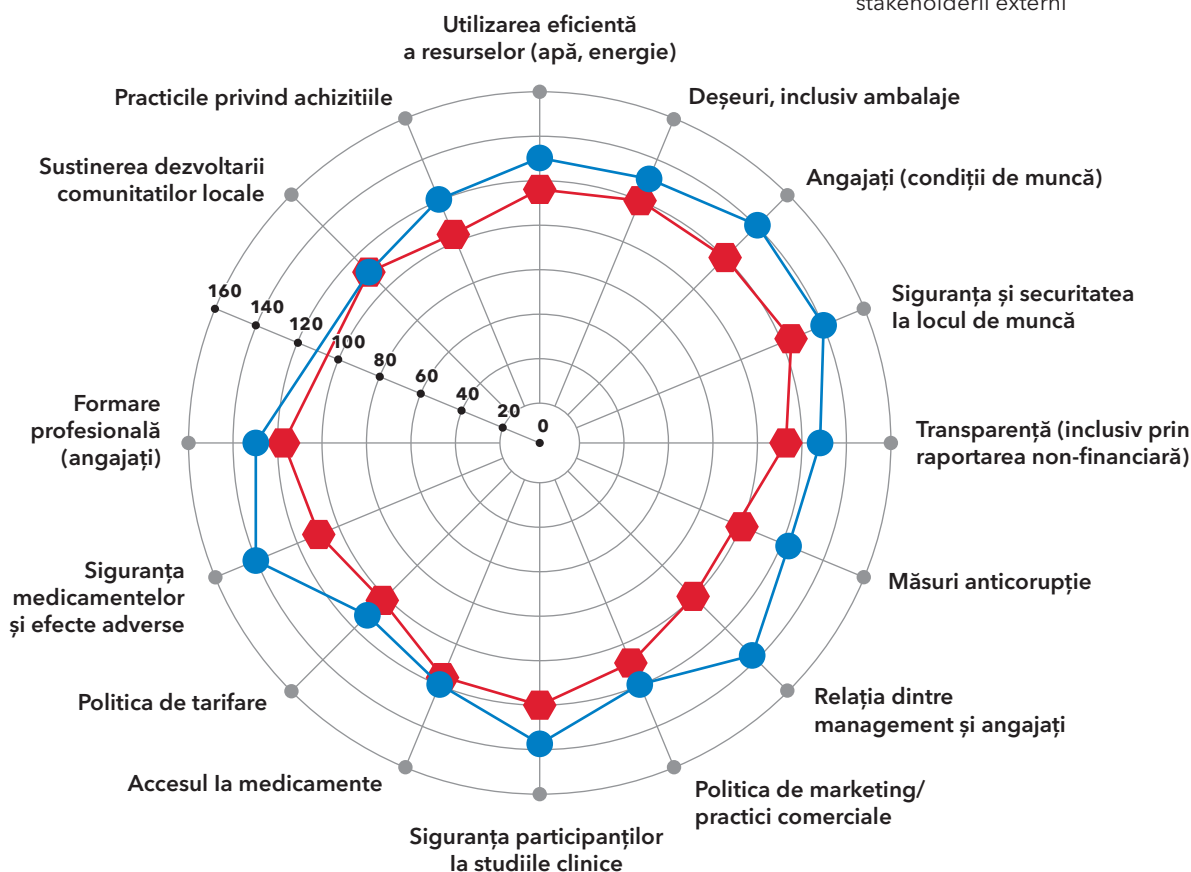 stakeholderii externi
Utilizarea eficientă
a resurselor (apă, energie)
Practicile privind achizitiile
Deșeuri, inclusiv ambalaje
Sustinerea dezvoltarii
comunitatilor locale
Angajați (condiții de muncă)
160
140
120
100
80
60
40
20
0
Siguranța și securitatea
la locul de muncă
Formare
profesională
(angajați)
Transparență (inclusiv prin
raportarea non-financiară)
Siguranța
medicamentelor
și efecte adverse
Măsuri anticorupție
Politica de tarifare
Relația dintre
management și angajați
Accesul la medicamente
Politica de marketing/
practici comerciale
Siguranța participanților
la studiile clinice